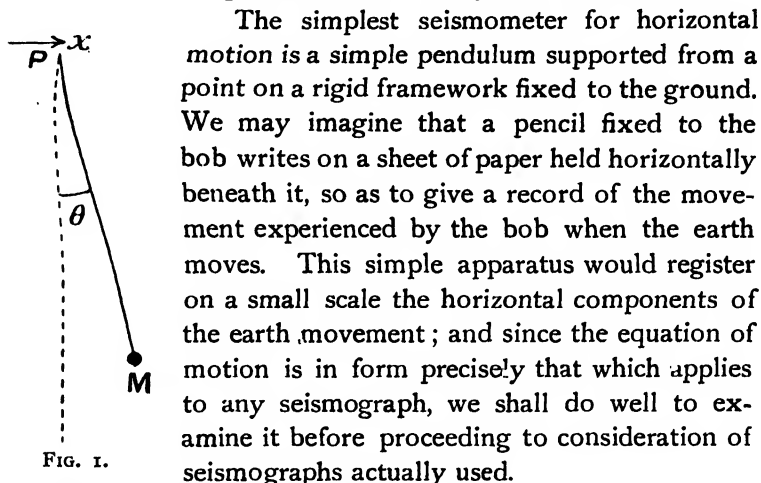 The simplest seismometer for horizontal
motion is a simple pendulum supported from a
point on a rigid framework fixed to the ground.
We may imagine that a pencil fixed to the
bob writes on a sheet of paper held horizontally
beneath it, so as to give a record of the move-
ment experienced by the bob when the earth
moves. This simple apparatus would register
on a small scale the horizontal components of
the earth movement; and since the equation of
motion is in form precisely that which applies
to any seismograph, we shall do well to ex-
amine it before proceeding to consideration of
seismographs actually used.
x
P
θ
M
FIG. 1.